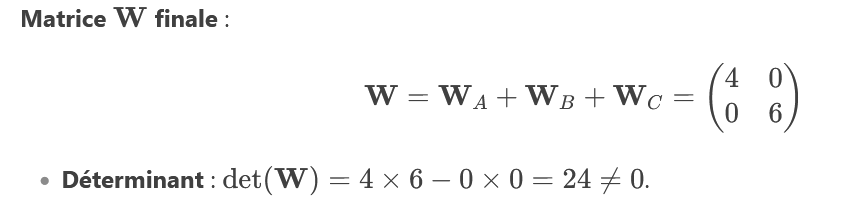 Matrice W finale :
W = W_A + W_B + W_C = (4 0
0 6)
• Déterminant : det(W) = 4 × 6 − 0 × 0 = 24 ≠ 0.